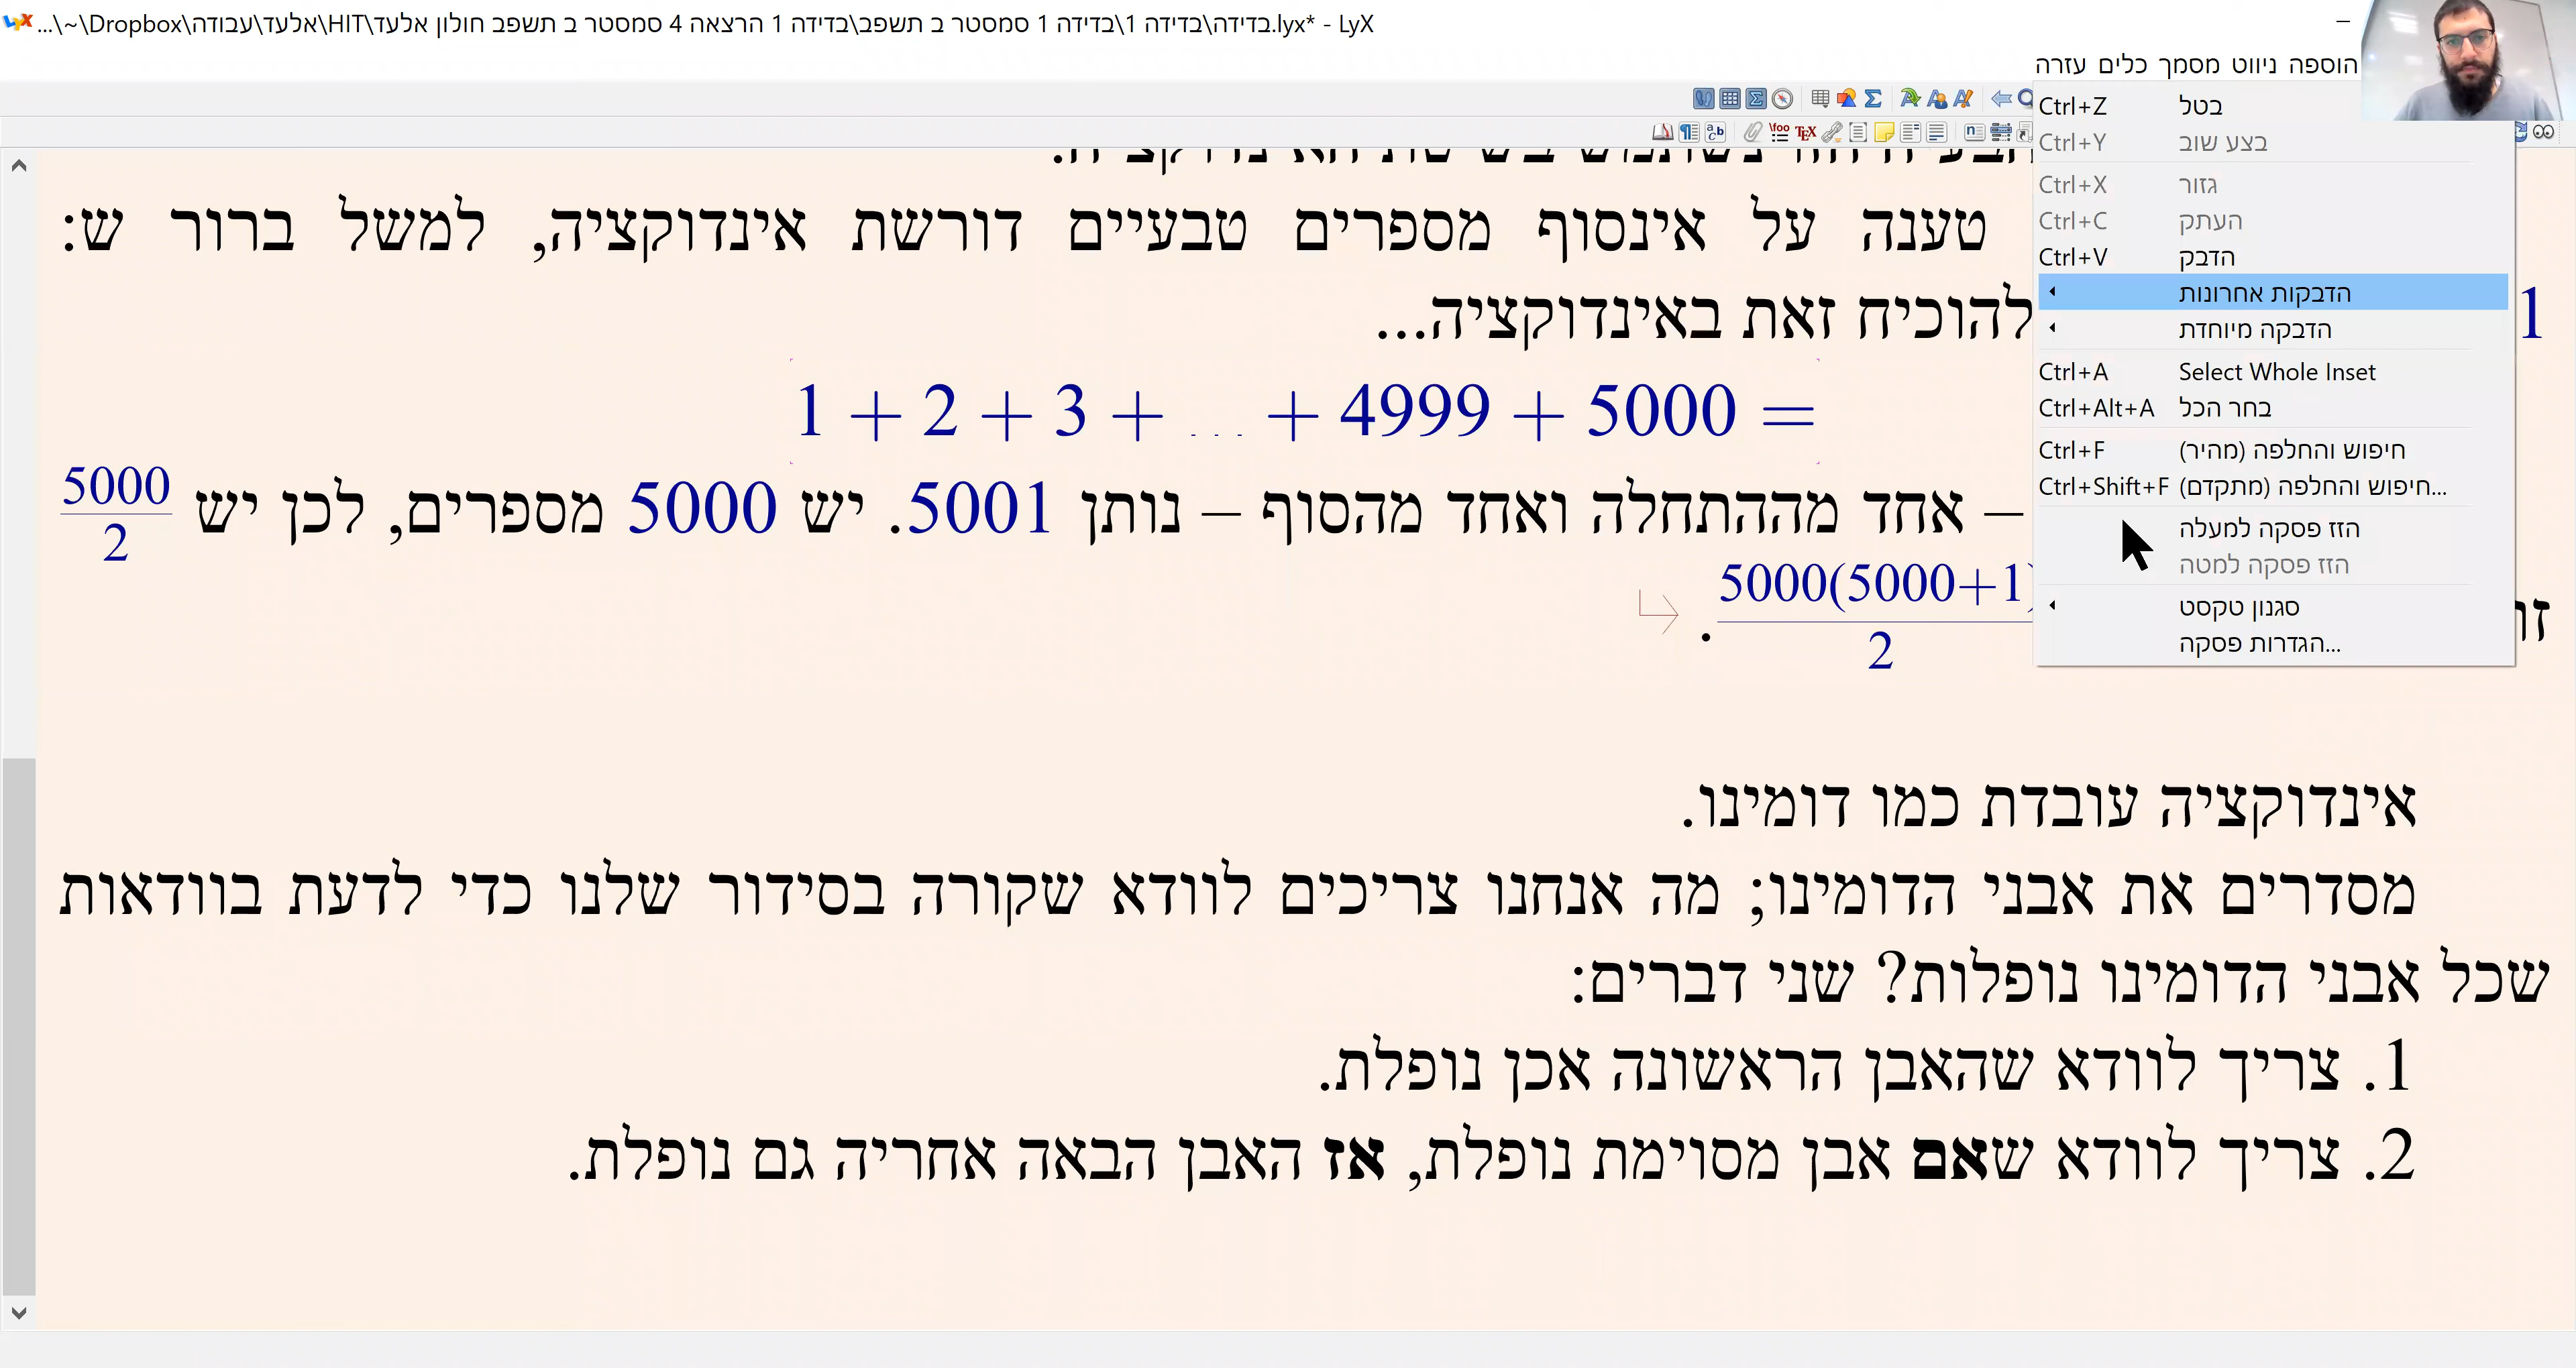 ...\~\Dropbox\אלעד\עבודה\HIT\בדידה\בדידה 1\בדידה 1 סמסטר ב תשפב\בדידה 1 הרצאה 4 סמסטר ב תשפב חולון אלעד.lyx* - LyX
הוספה ניווט מסמך כלים עזרה
בטל Ctrl+Z
בצע שוב Ctrl+Y
גזור Ctrl+X
העתק Ctrl+C
הדבק Ctrl+V
הדבקות אחרונות
הדבקה מיוחדת
Select Whole Inset Ctrl+A
בחר הכל Ctrl+Alt+A
חיפוש והחלפה (מהיר) Ctrl+F
חיפוש והחלפה (מתקדם)... Ctrl+Shift+F
הזז פסקה למעלה
הזז פסקה למטה
סגנון טקסט
הגדרות פסקה...
טענה על אינסוף מספרים טבעיים דורשת אינדוקציה, למשל ברור ש:
1 להוכיח זאת באינדוקציה...
1 + 2 + 3 + ... + 4999 + 5000 =
– אחד מההתחלה ואחד מהסוף – נותן 5001. יש 5000 מספרים, לכן יש 5000/2
5000(5000+1)/2.
אינדוקציה עובדת כמו דומינו.
מסדרים את אבני הדומינו; מה אנחנו צריכים לוודא שקורה בסידור שלנו כדי לדעת בוודאות
שכל אבני הדומינו נופלות? שני דברים:
1. צריך לוודא שהאבן הראשונה אכן נופלת.
2. צריך לוודא שאם אבן מסוימת נופלת, אז האבן הבאה אחריה גם נופלת.